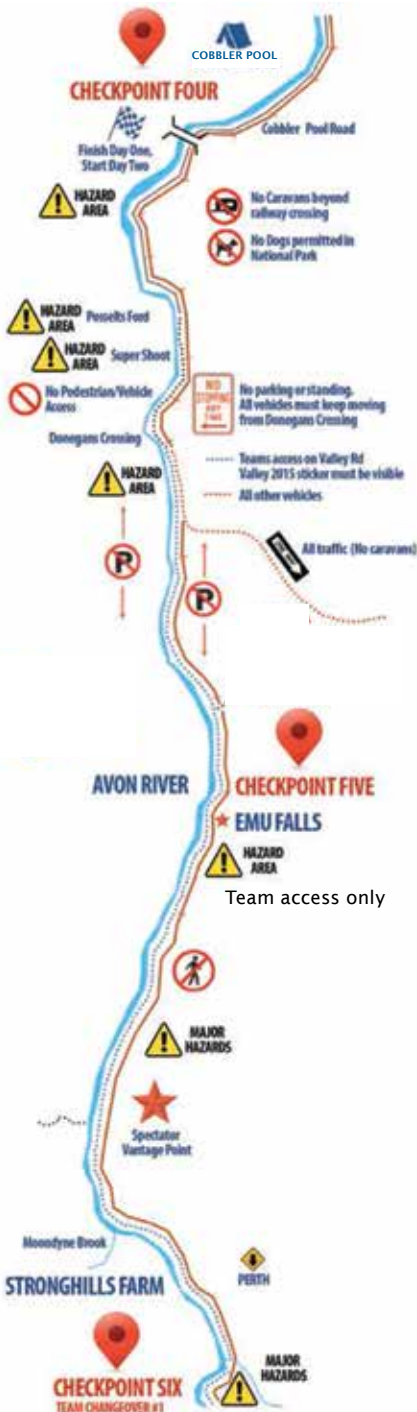 COBBLER POOL
CHECKPOINT FOUR
Finish Day One,
Start Day Two
Cobbler Pool Road
HAZARD
AREA
No Caravans beyond
railway crossing
No Dogs permitted in
National Park
HAZARD
AREA
Posselts Ford
HAZARD
AREA
Super Shoot
No Pedestrian/Vehicle
Access
NO
STOPPING
ANY
TIME
No parking or standing.
All vehicles must keep moving
from Donegans Crossing
Donegans Crossing
Teams access on Valley Rd
Valley 2015 sticker must be visible
All other vehicles
HAZARD
AREA
P
P
All traffic (No caravans)
AVON RIVER
CHECKPOINT FIVE
EMU FALLS
HAZARD
AREA
Team access only
MAJOR
HAZARDS
Spectator
Vantage Point
Moondyne Brook
STRONGHILLS FARM
PERTH
MAJOR
HAZARDS
CHECKPOINT SIX
TEAM CHANGEOVER #1